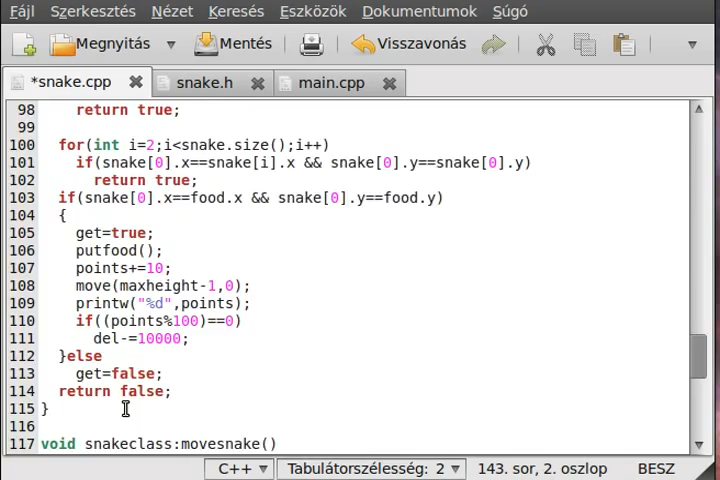 Fájl Szerkesztés Nézet Keresés Eszközök Dokumentumok Súgó
Megnyitás Mentés Visszavonás
*snake.cpp snake.h main.cpp
98 return true;
99
100 for(int i=2;i<snake.size();i++)
101 if(snake[0].x==snake[i].x && snake[0].y==snake[0].y)
102 return true;
103 if(snake[0].x==food.x && snake[0].y==food.y)
104 {
105 get=true;
106 putfood();
107 points+=10;
108 move(maxheight-1,0);
109 printw("%d",points);
110 if((points%100)==0)
111 del-=10000;
112 }else
113 get=false;
114 return false;
115 }
116
117 void snakeclass:movesnake()
C++ Tabulátorszélesség: 2 143. sor, 2. oszlop BESZ